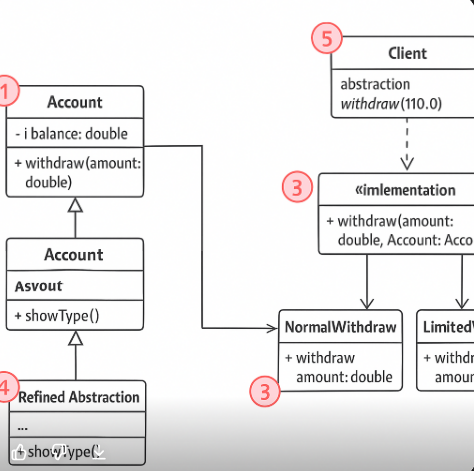 1
Account
- i balance: double
+ withdraw(amount:
double)
Account
Asvout
+ showType()
4
Refined Abstraction
...
+ showType()
5
Client
abstraction
withdraw(110.0)
3
«imlementation
+ withdraw(amount:
double, Account: Acco
NormalWithdraw
+ withdraw
amount: double
3
Limited
+ withdr
amour